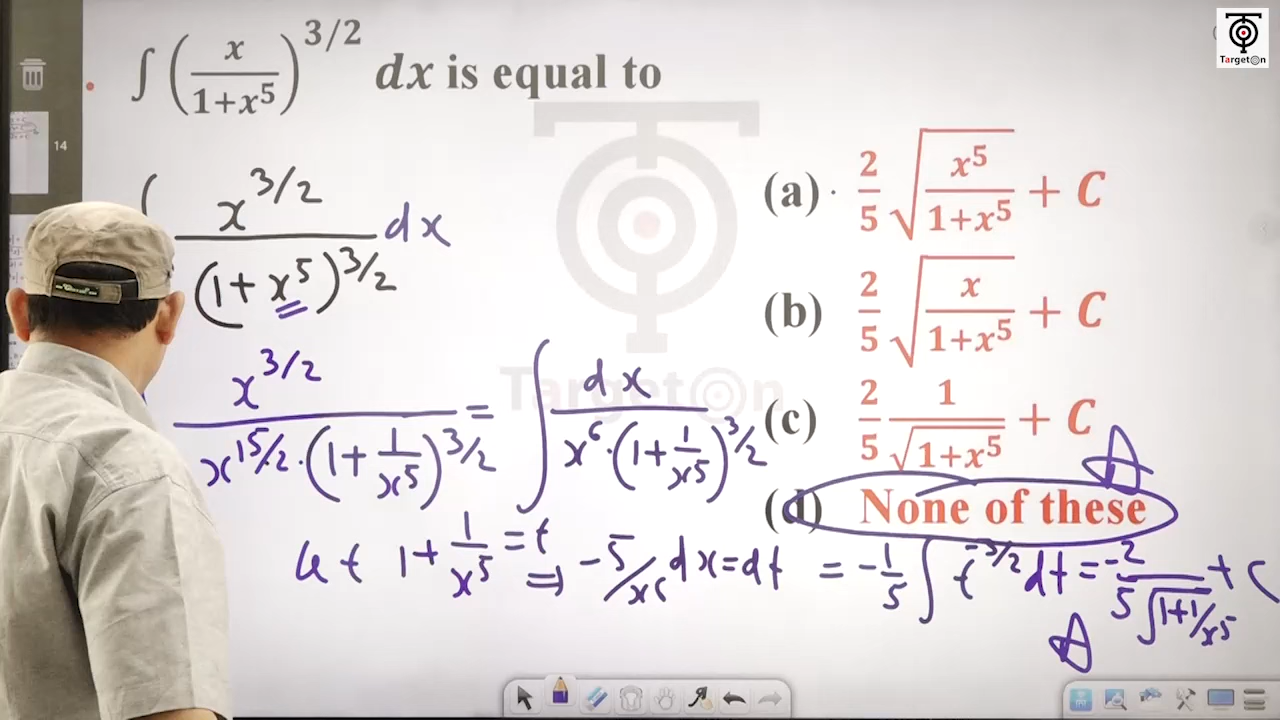 ∫ (x/(1+x⁵))^(3/2) dx is equal to
TargetOn
14
x^(3/2) / (1+x⁵)^(3/2) dx
x^(3/2) / (x^(15/2)·(1+1/x⁵)^(3/2)) = ∫ dx / (x⁶·(1+1/x⁵)^(3/2))
(a) 2/5 √(x⁵/(1+x⁵)) + C
(b) 2/5 √(x/(1+x⁵)) + C
(c) 2/5 1/√(1+x⁵) + C
(d) None of these
TargetOn
let 1+1/x⁵ = t ⇒ -5/x⁶ dx = dt = -1/5 ∫ t^(-3/2) dt = -2/(5√(1+1/x⁵)) + C